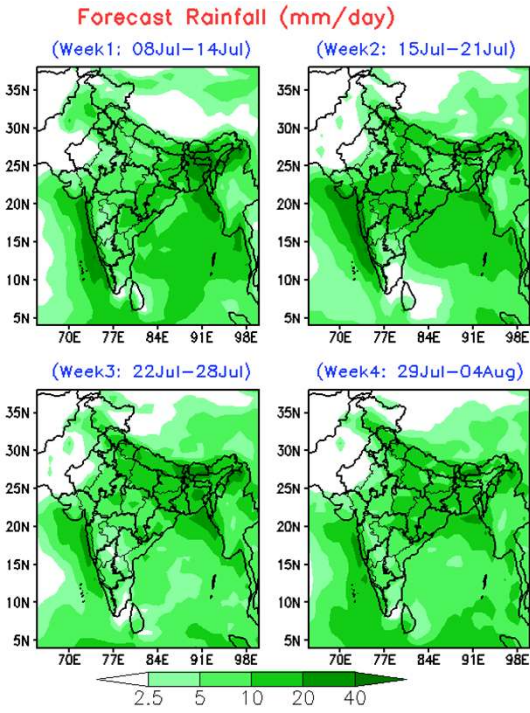 Forecast Rainfall (mm/day)
(Week1: 08Jul-14Jul)
(Week2: 15Jul-21Jul)
35N
30N
25N
20N
15N
10N
5N
70E 77E 84E 91E 98E
35N
30N
25N
20N
15N
10N
5N
70E 77E 84E 91E 98E
(Week3: 22Jul-28Jul)
(Week4: 29Jul-04Aug)
35N
30N
25N
20N
15N
10N
5N
70E 77E 84E 91E 98E
35N
30N
25N
20N
15N
10N
5N
70E 77E 84E 91E 98E
2.5 5 10 20 40